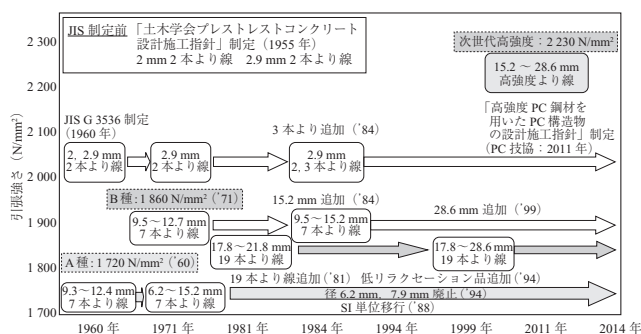 JIS 制定前 「土木学会プレストレストコンクリート
設計施工指針」制定（1955 年）
2 mm 2 本より線 2.9 mm 2 本より線
次世代高強度：2 230 N/mm²
15.2 ～ 28.6 mm
高強度より線
「高強度 PC 鋼材を
用いた PC 構造物
の設計施工指針」制定
(PC 技協：2011 年)
引張強さ（N/mm²）
2 300
2 200
2 100
2 000
1 900
1 800
1 700
JIS G 3536 制定
(1960 年)
3 本より追加（'84）
2, 2.9 mm
2 本より線
2.9 mm
2 本より線
2.9 mm
2, 3 本より線
B 種：1 860 N/mm²（'71）
15.2 mm 追加（'84）
28.6 mm 追加（'99）
9.5～12.7 mm
7 本より線
9.5～15.2 mm
7 本より線
17.8～21.8 mm
19 本より線
17.8～28.6 mm
19 本より線
A 種：1 720 N/mm²（'60）
19 本より線追加（'81） 低リラクセーション品追加（'94）
9.3～12.4 mm
7 本より線
6.2～15.2 mm
7 本より線
径 6.2 mm，7.9 mm 廃止（'94）
SI 単位移行（'88）
1960 年 1971 年 1981 年 1984 年 1994 年 1999 年 2011 年 2014 年